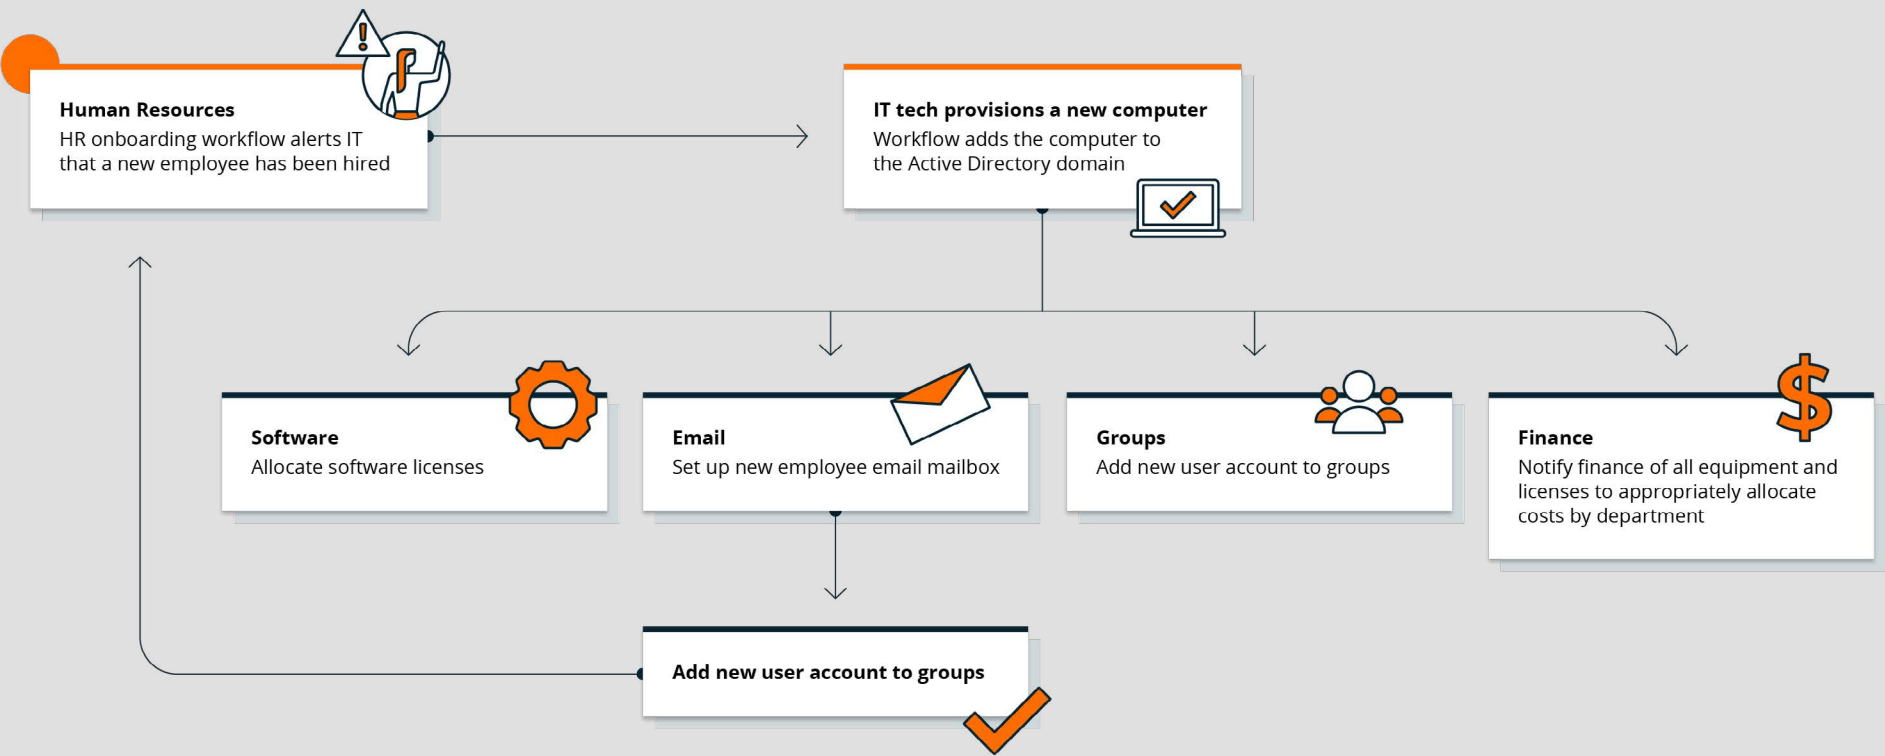 Human Resources
HR onboarding workflow alerts IT
that a new employee has been hired
IT tech provisions a new computer
Workflow adds the computer to
the Active Directory domain
Software
Allocate software licenses
Email
Set up new employee email mailbox
Groups
Add new user account to groups
Finance
Notify finance of all equipment and
licenses to appropriately allocate
costs by department
Add new user account to groups